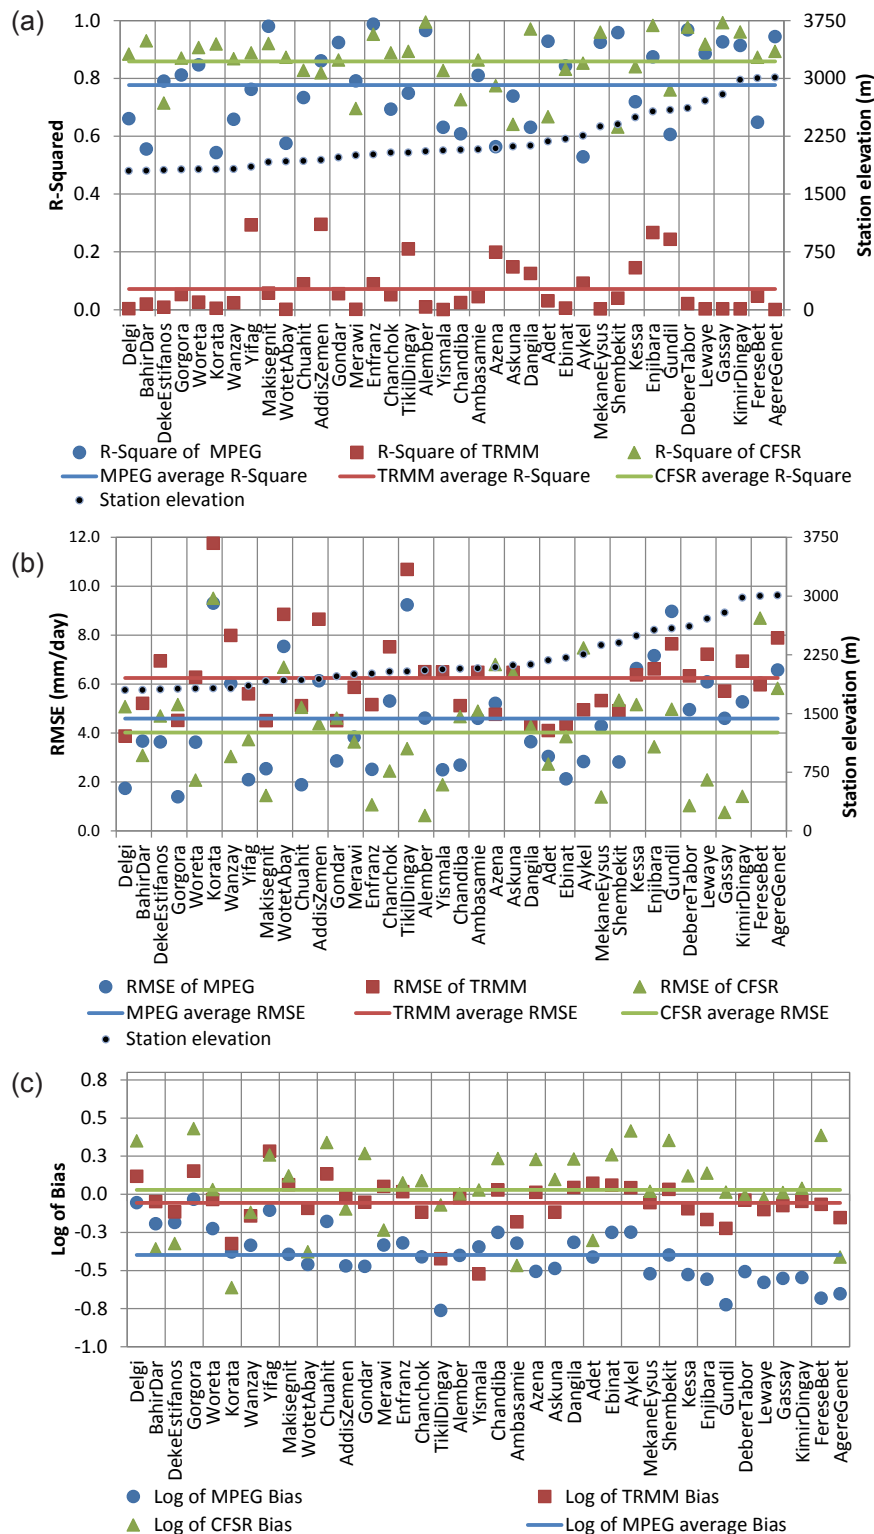 (a)
1.0
0.8
0.6
0.4
0.2
0.0
R-Squared
3750
3000
2250
1500
750
0
Station elevation (m)
Delgi
BahirDar
DekeEstifanos
Gorgora
Woreta
Korata
Wanzay
Yifag
Makisegnit
WotetAbay
Chuahit
AddisZemen
Gondar
Merawi
Enfranz
Chanchok
TikilDingay
Alember
Yismala
Chandiba
Ambasamie
Azena
Askuna
Dangila
Adet
Ebinat
Aykel
MekaneEysus
Shembekit
Kessa
Enjibara
Gundil
DebereTabor
Lewaye
Gassay
KimirDingay
FereseBet
AgereGenet
R-Square of MPEG
R-Square of TRMM
R-Square of CFSR
MPEG average R-Square
TRMM average R-Square
CFSR average R-Square
Station elevation
(b)
12.0
10.0
8.0
6.0
4.0
2.0
0.0
RMSE (mm/day)
3750
3000
2250
1500
750
0
Station elevation (m)
Delgi
BahirDar
DekeEstifanos
Gorgora
Woreta
Korata
Wanzay
Yifag
Makisegnit
WotetAbay
Chuahit
AddisZemen
Gondar
Merawi
Enfranz
Chanchok
TikilDingay
Alember
Yismala
Chandiba
Ambasamie
Azena
Askuna
Dangila
Adet
Ebinat
Aykel
MekaneEysus
Shembekit
Kessa
Enjibara
Gundil
DebereTabor
Lewaye
Gassay
KimirDingay
FereseBet
AgereGenet
RMSE of MPEG
RMSE of TRMM
RMSE of CFSR
MPEG average RMSE
TRMM average RMSE
CFSR average RMSE
Station elevation
(c)
0.8
0.5
0.3
0.0
-0.3
-0.5
-0.8
-1.0
Log of Bias
Delgi
BahirDar
DekeEstifanos
Gorgora
Woreta
Korata
Wanzay
Yifag
Makisegnit
WotetAbay
Chuahit
AddisZemen
Gondar
Merawi
Enfranz
Chanchok
TikilDingay
Alember
Yismala
Chandiba
Ambasamie
Azena
Askuna
Dangila
Adet
Ebinat
Aykel
MekaneEysus
Shembekit
Kessa
Enjibara
Gundil
DebereTabor
Lewaye
Gassay
KimirDingay
FereseBet
AgereGenet
Log of MPEG Bias
Log of TRMM Bias
Log of CFSR Bias
Log of MPEG average Bias